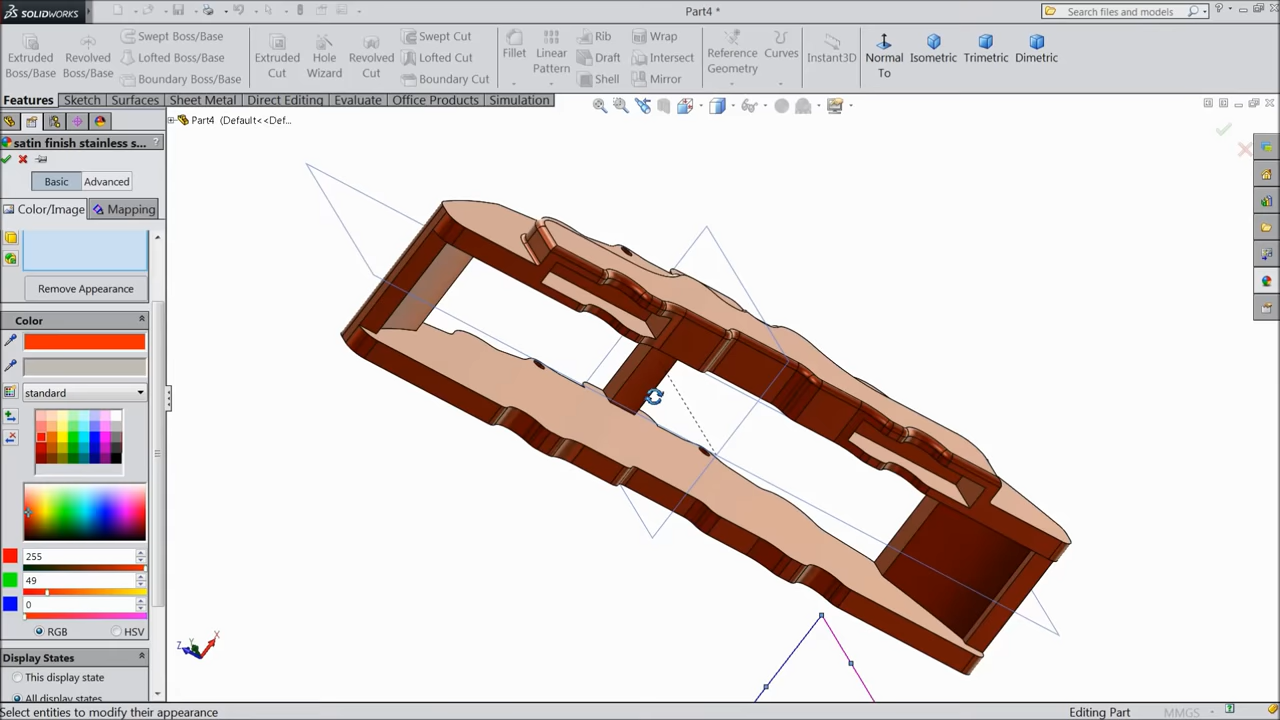 SOLIDWORKS
Part4 *
Search files and models
Extruded Boss/Base
Revolved Boss/Base
Swept Boss/Base
Lofted Boss/Base
Boundary Boss/Base
Extruded Cut
Hole Wizard
Revolved Cut
Swept Cut
Lofted Cut
Boundary Cut
Fillet
Linear Pattern
Rib
Draft
Shell
Wrap
Intersect
Mirror
Reference Geometry
Curves
Instant3D
Normal To
Isometric
Trimetric
Dimetric
Features
Sketch
Surfaces
Sheet Metal
Direct Editing
Evaluate
Office Products
Simulation
Part4 (Default<<Def...
satin finish stainless s...
?
Basic
Advanced
Color/Image
Mapping
Remove Appearance
Color
standard
255
49
0
RGB
HSV
Display States
This display state
All display states
Z
Y
X
Select entities to modify their appearance
Editing Part
MMGS